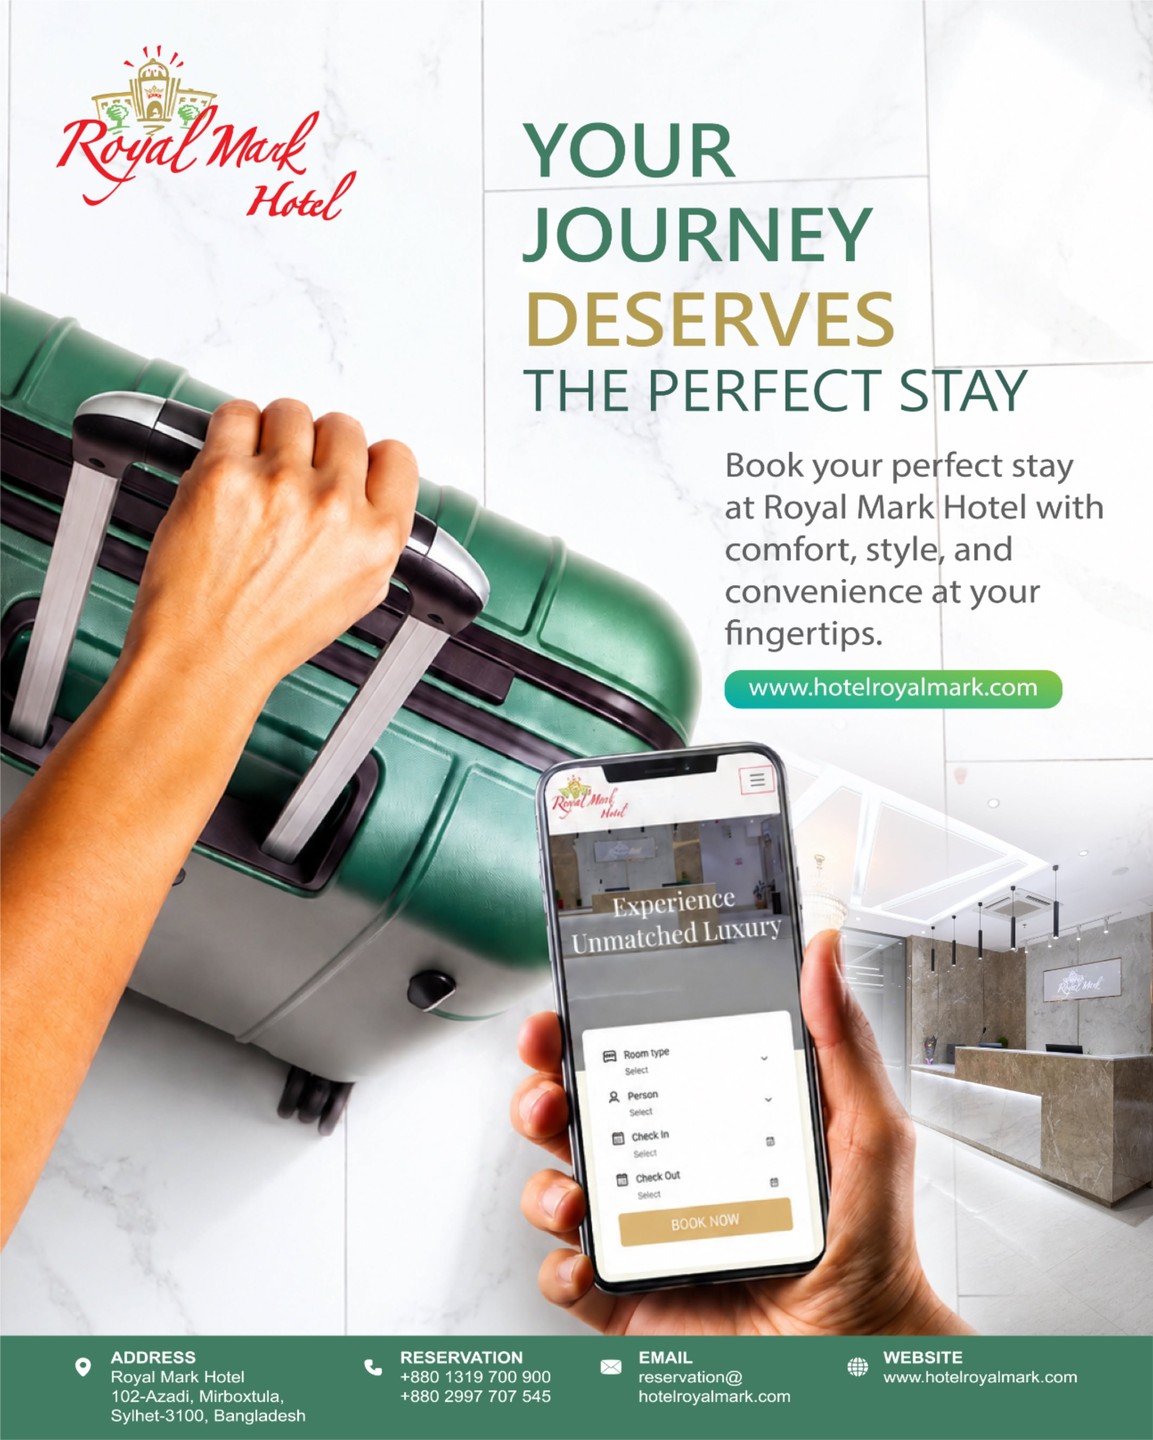 Royal Mark
Hotel
YOUR
JOURNEY
DESERVES
THE PERFECT STAY
Book your perfect stay
at Royal Mark Hotel with
comfort, style, and
convenience at your
fingertips.
www.hotelroyalmark.com
Royal Mark
Hotel
Experience
Unmatched Luxury
Room type
Select
Person
Select
Check In
Select
Check Out
Select
BOOK NOW
Royal Mark
ADDRESS
Royal Mark Hotel
102-Azadi, Mirboxtula,
Sylhet-3100, Bangladesh
RESERVATION
+880 1319 700 900
+880 2997 707 545
EMAIL
reservation@
hotelroyalmark.com
WEBSITE
www.hotelroyalmark.com